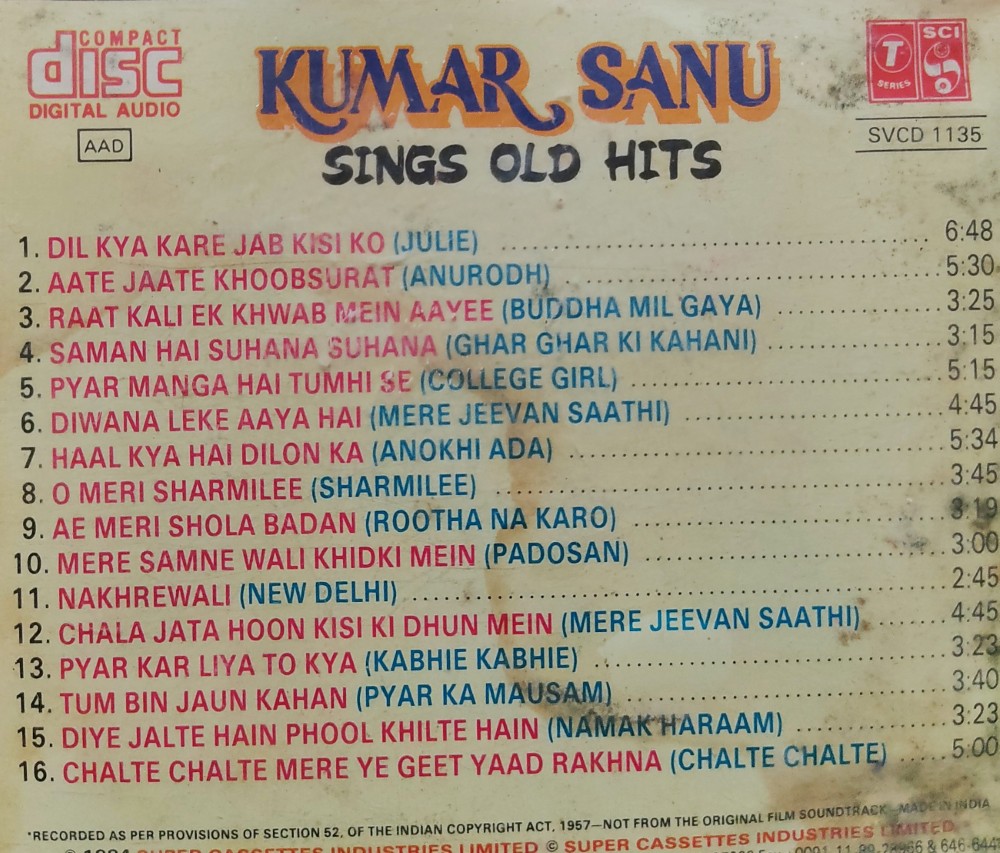 COMPACT
disc
DIGITAL AUDIO
AAD
KUMAR SANU
SINGS OLD HITS
T
SERIES
SCI
SVCD 1135
1. DIL KYA KARE JAB KISI KO (JULIE) 6:48
2. AATE JAATE KHOOBSURAT (ANURODH) 5:30
3. RAAT KALI EK KHWAB MEIN AAYEE (BUDDHA MIL GAYA) 3:25
4. SAMAN HAI SUHANA SUHANA (GHAR GHAR KI KAHANI) 3:15
5. PYAR MANGA HAI TUMHI SE (COLLEGE GIRL) 5:15
6. DIWANA LEKE AAYA HAI (MERE JEEVAN SAATHI) 4:45
7. HAAL KYA HAI DILON KA (ANOKHI ADA) 5:34
8. O MERI SHARMILEE (SHARMILEE) 3:45
9. AE MERI SHOLA BADAN (ROOTHA NA KARO) 3:19
10. MERE SAMNE WALI KHIDKI MEIN (PADOSAN) 3:00
11. NAKHREWALI (NEW DELHI) 2:45
12. CHALA JATA HOON KISI KI DHUN MEIN (MERE JEEVAN SAATHI) 4:45
13. PYAR KAR LIYA TO KYA (KABHIE KABHIE) 3:23
14. TUM BIN JAUN KAHAN (PYAR KA MAUSAM) 3:40
15. DIYE JALTE HAIN PHOOL KHILTE HAIN (NAMAK HARAAM) 3:23
16. CHALTE CHALTE MERE YE GEET YAAD RAKHNA (CHALTE CHALTE) 5:00
*RECORDED AS PER PROVISIONS OF SECTION 52, OF THE INDIAN COPYRIGHT ACT, 1957—NOT FROM THE ORIGINAL FILM SOUNDTRACK—MADE IN INDIA
1994 SUPER CASSETTES INDUSTRIES LIMITED © SUPER CASSETTES INDUSTRIES LIMITED